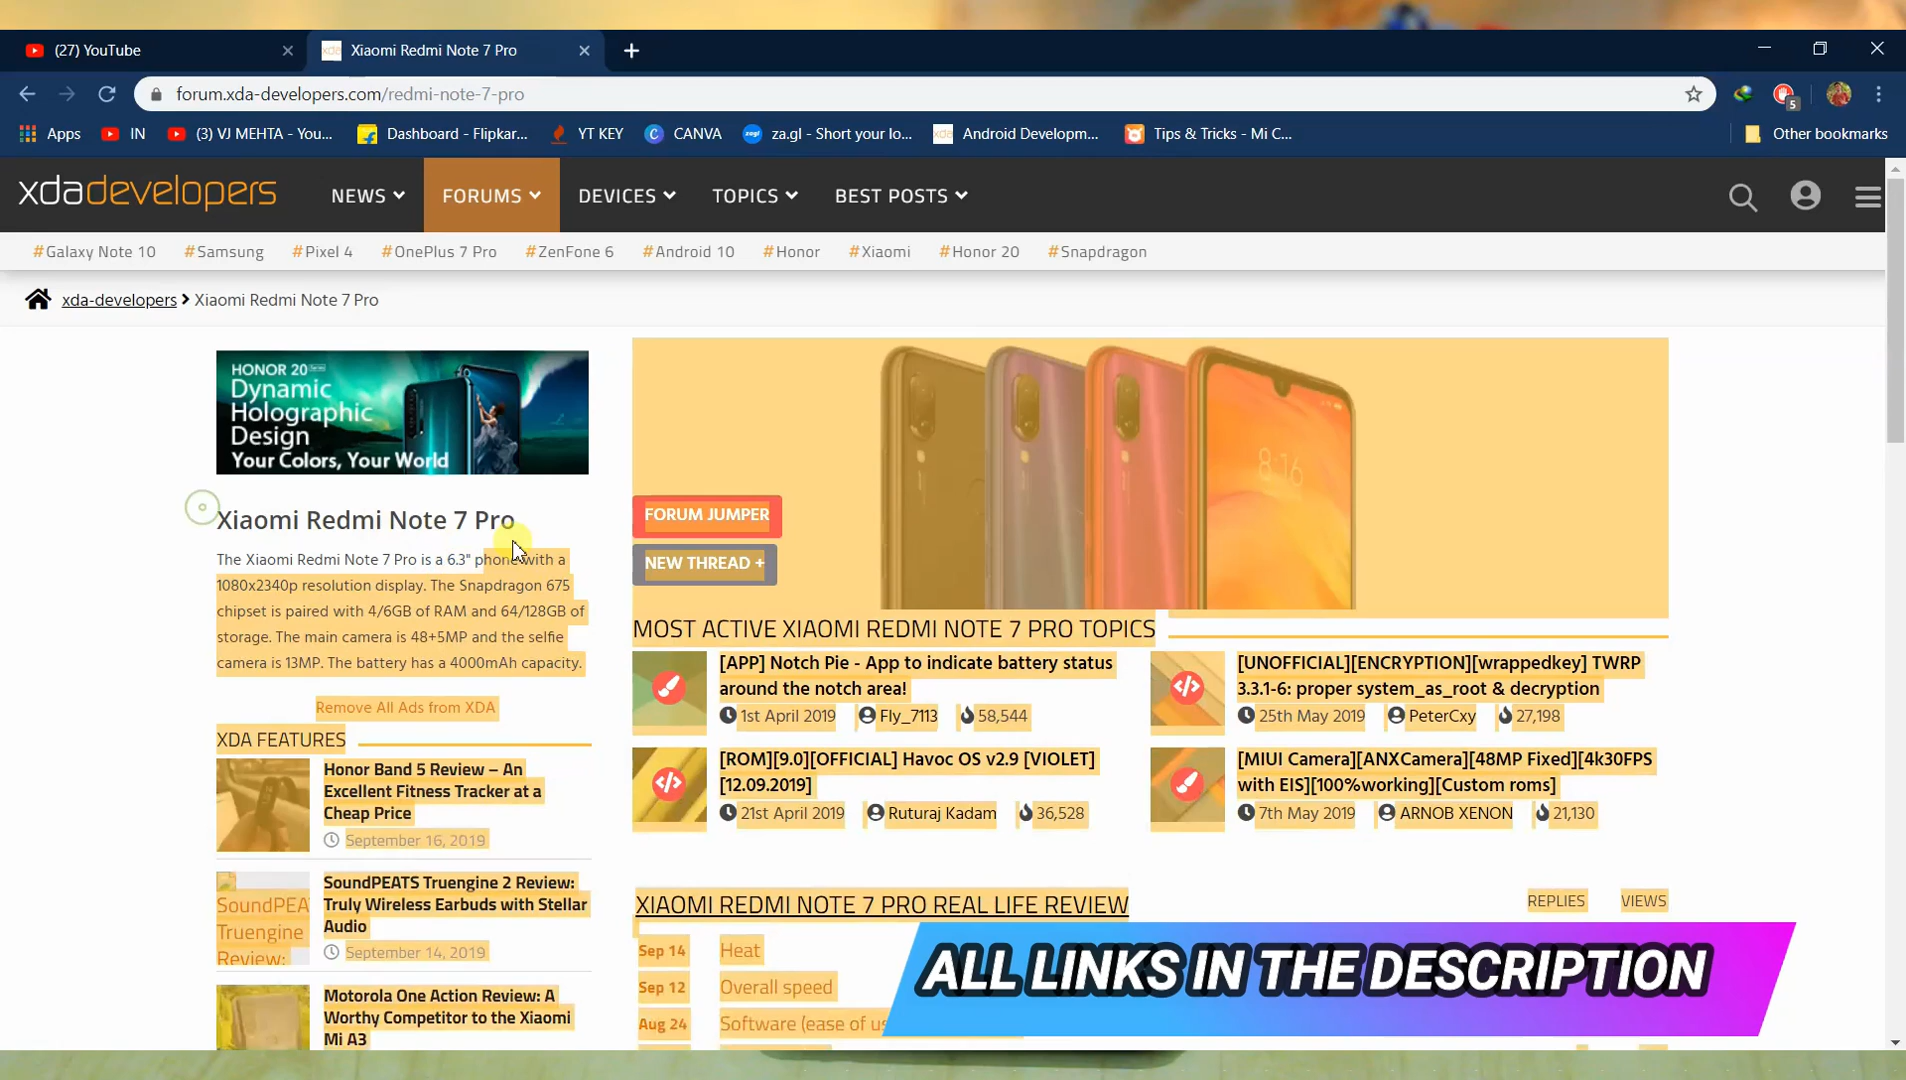 (27) YouTube
Xiaomi Redmi Note 7 Pro
forum.xda-developers.com/redmi-note-7-pro
5
Apps
IN
(3) VJ MEHTA - You...
Dashboard - Flipkar...
YT KEY
CANVA
za.gl - Short your lo...
Android Developm...
Tips & Tricks - Mi C...
Other bookmarks
xdadevelopers
NEWS
FORUMS
DEVICES
TOPICS
BEST POSTS
#Galaxy Note 10
#Samsung
#Pixel 4
#OnePlus 7 Pro
#ZenFone 6
#Android 10
#Honor
#Xiaomi
#Honor 20
#Snapdragon
xda-developers > Xiaomi Redmi Note 7 Pro
HONOR 20 Series
Dynamic
Holographic
Design
Your Colors, Your World
Xiaomi Redmi Note 7 Pro
The Xiaomi Redmi Note 7 Pro is a 6.3" phone with a
1080x2340p resolution display. The Snapdragon 675
chipset is paired with 4/6GB of RAM and 64/128GB of
storage. The main camera is 48+5MP and the selfie
camera is 13MP. The battery has a 4000mAh capacity.
Remove All Ads from XDA
XDA FEATURES
Honor Band 5 Review – An
Excellent Fitness Tracker at a
Cheap Price
September 16, 2019
SoundPEA
Truengine
Review:
SoundPEATS Truengine 2 Review:
Truly Wireless Earbuds with Stellar
Audio
September 14, 2019
Motorola One Action Review: A
Worthy Competitor to the Xiaomi
Mi A3
8:16
FORUM JUMPER
NEW THREAD +
MOST ACTIVE XIAOMI REDMI NOTE 7 PRO TOPICS
[APP] Notch Pie - App to indicate battery status
around the notch area!
1st April 2019
Fly_7113
58,544
[UNOFFICIAL][ENCRYPTION][wrappedkey] TWRP
3.3.1-6: proper system_as_root & decryption
25th May 2019
PeterCxy
27,198
[ROM][9.0][OFFICIAL] Havoc OS v2.9 [VIOLET]
[12.09.2019]
21st April 2019
Ruturaj Kadam
36,528
[MIUI Camera][ANXCamera][48MP Fixed][4k30FPS
with EIS][100%working][Custom roms]
7th May 2019
ARNOB XENON
21,130
XIAOMI REDMI NOTE 7 PRO REAL LIFE REVIEW
REPLIES
VIEWS
Sep 14
Heat
Sep 12
Overall speed
Aug 24
Software (ease of us
ALL LINKS IN THE DESCRIPTION